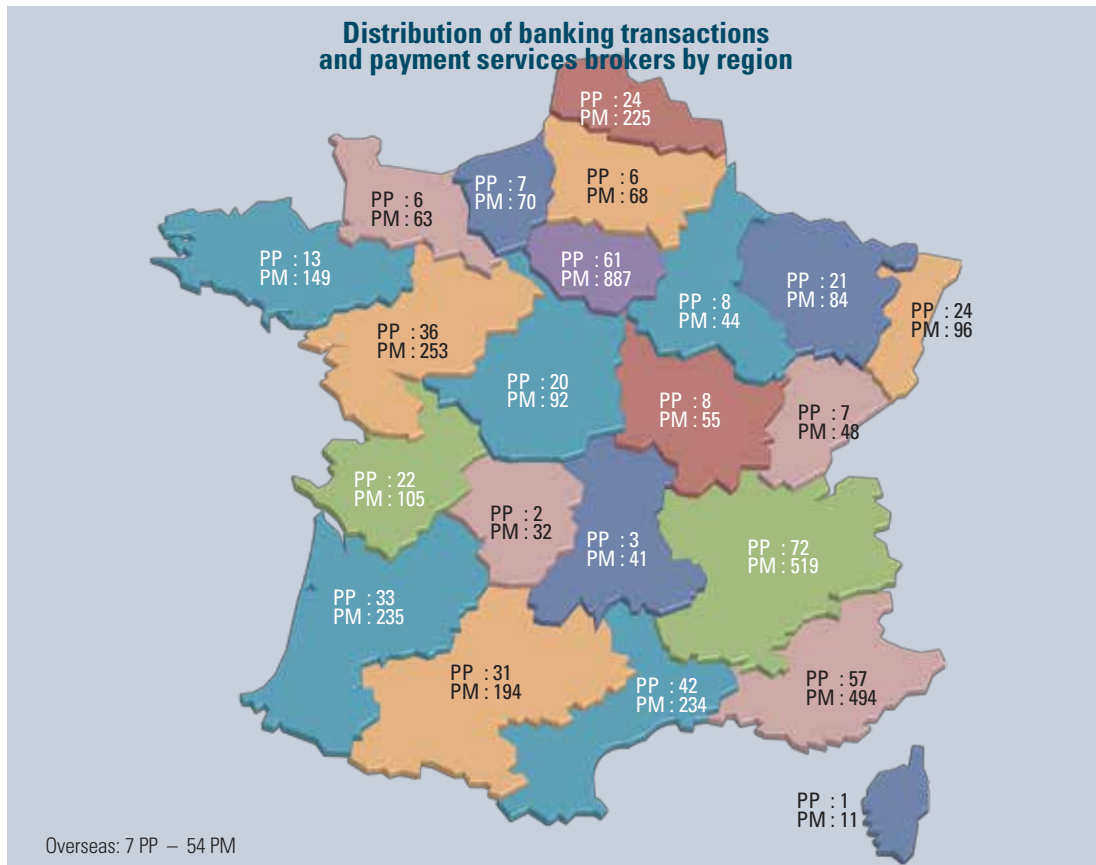 Distribution of banking transactions
and payment services brokers by region
PP : 24
PM : 225
PP : 7
PM : 70
PP : 6
PM : 68
PP : 6
PM : 63
PP : 13
PM : 149
PP : 61
PM : 887
PP : 8
PM : 44
PP : 21
PM : 84
PP : 24
PM : 96
PP : 36
PM : 253
PP : 20
PM : 92
PP : 8
PM : 55
PP : 7
PM : 48
PP : 22
PM : 105
PP : 2
PM : 32
PP : 3
PM : 41
PP : 72
PM : 519
PP : 33
PM : 235
PP : 31
PM : 194
PP : 42
PM : 234
PP : 57
PM : 494
PP : 1
PM : 11
Overseas: 7 PP – 54 PM